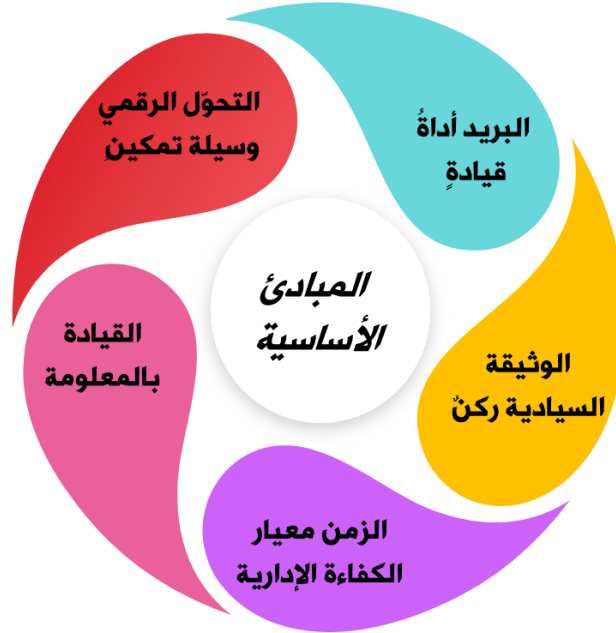 المبادئ
الأساسية
البريد أداةُ
قيادةٍ
الوثيقة
السيادية ركنٌ
الزمن معيار
الكفاءة الإدارية
القيادة
بالمعلومة
التحوّل الرقمي
وسيلة تمكينٍ